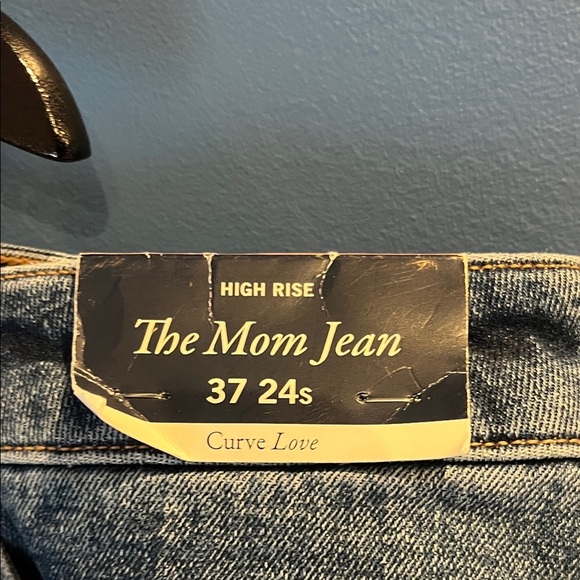 HIGH RISE
The Mom Jean
37 24s
Curve Love